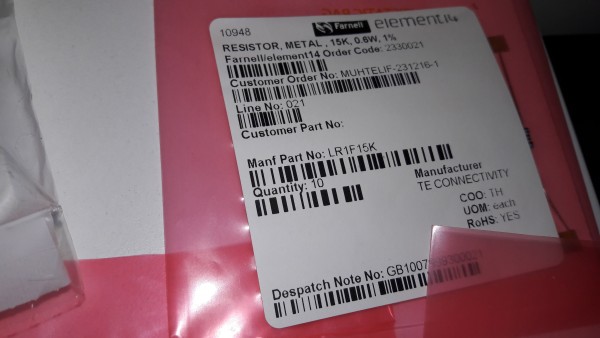 10948
Farnell
element14
RESISTOR, METAL , 15K, 0.6W, 1%
Farnell/element14 Order Code: 2330021
Customer Order No: MUHTELIF-231216-1
Line No: 021
Customer Part No:
Manf Part No: LR1F15K
Quantity: 10
Manufacturer
TE CONNECTIVITY
COO: TH
UOM: each
RoHS: YES
Despatch Note No: